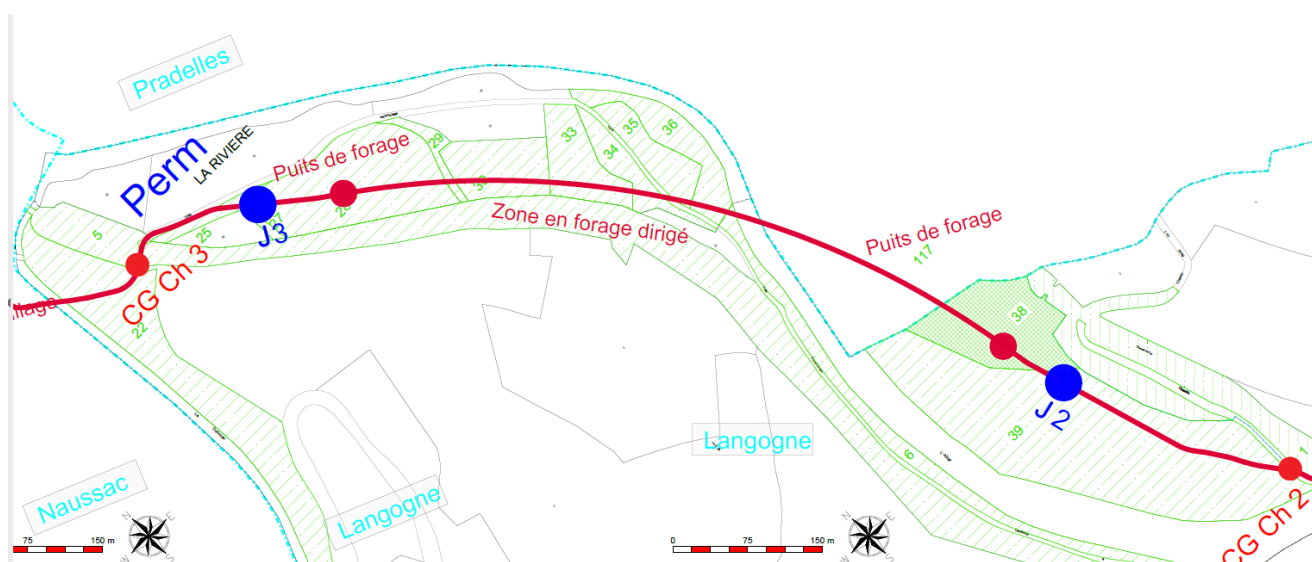 Pradelles
Perm
LA RIVIERE
Puits de forage
29
33
34
35
36
5
25
27
J3
Zone en forage dirigé
Puits de forage
117
CG Ch 3
22
38
J2
39
6
1
Langogne
Naussac
Langogne
CG Ch 2
N
E
S
W
75
150 m
N
E
S
W
0
75
150 m